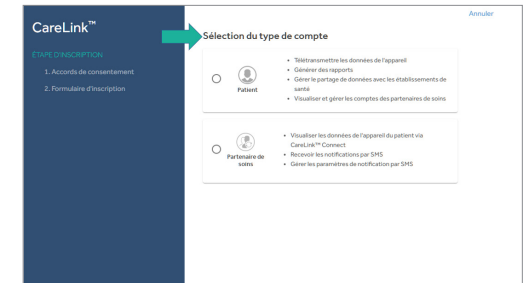 Annuler
CareLink™
Sélection du type de compte
ÉTAPE D'INSCRIPTION
1. Accords de consentement
2. Formulaire d'inscription
Patient
• Télétransmettre les données de l'appareil
• Générer des rapports
• Gérer le partage de données avec les établissements de
santé
• Visualiser et gérer les comptes des partenaires de soins
Partenaire de
soins
• Visualiser les données de l'appareil du patient via
CareLink™ Connect
• Recevoir les notifications par SMS
• Gérer les paramètres de notification par SMS